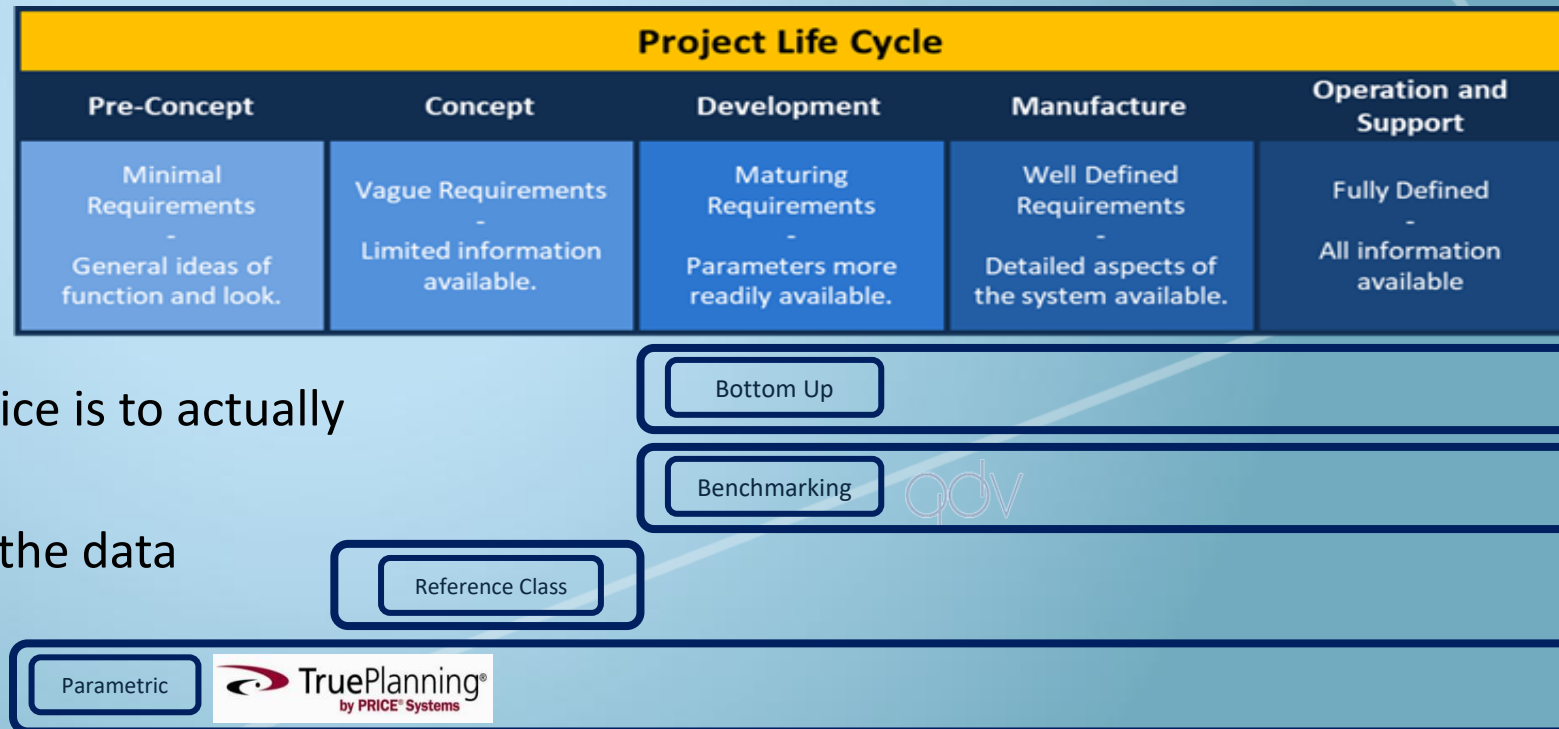 Project Life Cycle
Pre-Concept
Concept
Development
Manufacture
Operation and
Support
Minimal
Requirements
-
General ideas of
function and look.
Vague Requirements
-
Limited information
available.
Maturing
Requirements
-
Parameters more
readily available.
Well Defined
Requirements
-
Detailed aspects of
the system available.
Fully Defined
-
All information
available
Bottom Up
ice is to actually
Benchmarking
qdv
the data
Reference Class
Parametric
TruePlanning®
by PRICE® Systems